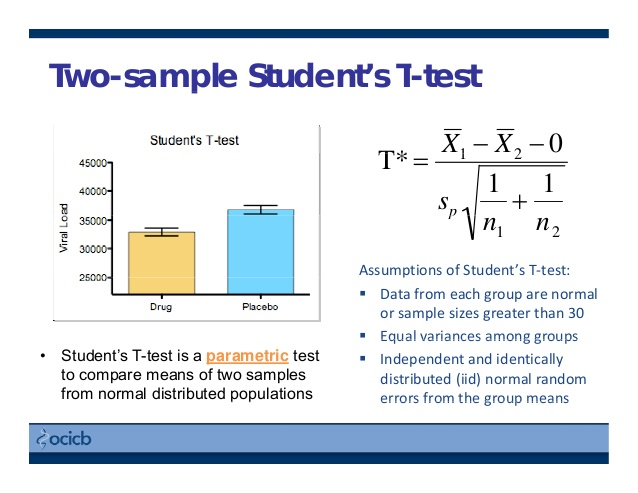 Two-sample Student's T-test
Student's T-test
45000
40000
35000
30000
25000
Viral Load
Drug
Placebo
• Student's T-test is a parametric test
to compare means of two samples
from normal distributed populations
T* = (X̅₁ − X̅₂ − 0) / (sₚ √(1/n₁ + 1/n₂))
Assumptions of Student's T-test:
▪ Data from each group are normal
or sample sizes greater than 30
▪ Equal variances among groups
▪ Independent and identically
distributed (iid) normal random
errors from the group means
ocicb